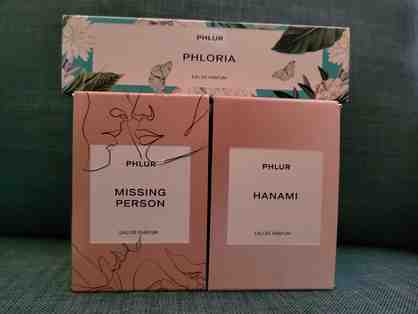 PHLUR
PHLORIA
EAU DE PARFUM
PHLUR
MISSING
PERSON
EAU DE PARFUM
PHLUR
HANAMI
EAU DE PARFUM